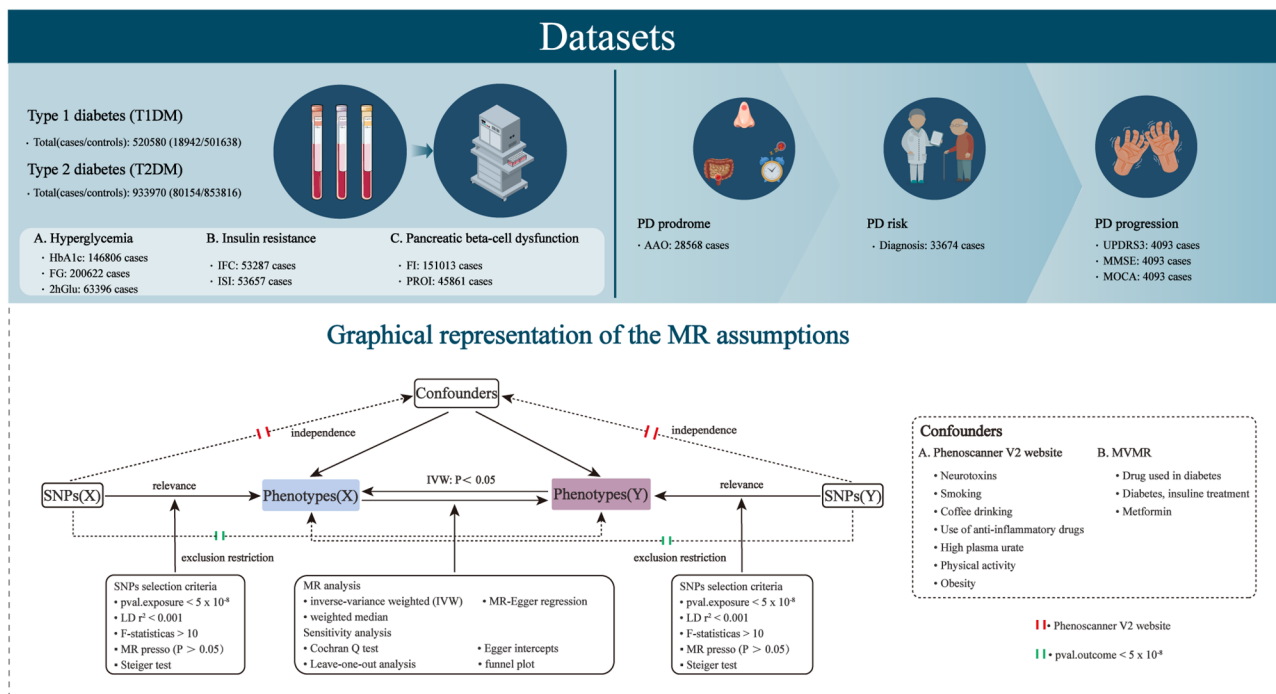 Datasets
Type 1 diabetes (T1DM)
· Total(cases/controls): 520580 (18942/501638)
Type 2 diabetes (T2DM)
· Total(cases/controls): 933970 (80154/853816)
A. Hyperglycemia
· HbA1c: 146806 cases
· FG: 200622 cases
· 2hGlu: 63396 cases
B. Insulin resistance
· IFC: 53287 cases
· ISI: 53657 cases
C. Pancreatic beta-cell dysfunction
· FI: 151013 cases
· PROI: 45861 cases
PD prodrome
· AAO: 28568 cases
PD risk
· Diagnosis: 33674 cases
PD progression
· UPDRS3: 4093 cases
· MMSE: 4093 cases
· MOCA: 4093 cases
Graphical representation of the MR assumptions
Confounders
independence
independence
SNPs(X)
relevance
Phenotypes(X)
IVW: P < 0.05
Phenotypes(Y)
relevance
SNPs(Y)
exclusion restriction
exclusion restriction
SNPs selection criteria
• pval.exposure < 5 x 10⁻⁸
• LD r² < 0.001
• F-statisticas > 10
• MR presso (P > 0.05)
• Steiger test
MR analysis
• inverse-variance weighted (IVW)
• MR-Egger regression
• weighted median
Sensitivity analysis
• Cochran Q test
• Egger intercepts
• Leave-one-out analysis
• funnel plot
SNPs selection criteria
• pval.exposure < 5 x 10⁻⁸
• LD r² < 0.001
• F-statisticas > 10
• MR presso (P > 0.05)
• Steiger test
Confounders
A. Phenoscanner V2 website
• Neurotoxins
• Smoking
• Coffee drinking
• Use of anti-inflammatory drugs
• High plasma urate
• Physical activity
• Obesity
B. MVMR
• Drug used in diabetes
• Diabetes, insuline treatment
• Metformin
• Phenoscanner V2 website
• pval.outcome < 5 x 10⁻⁸